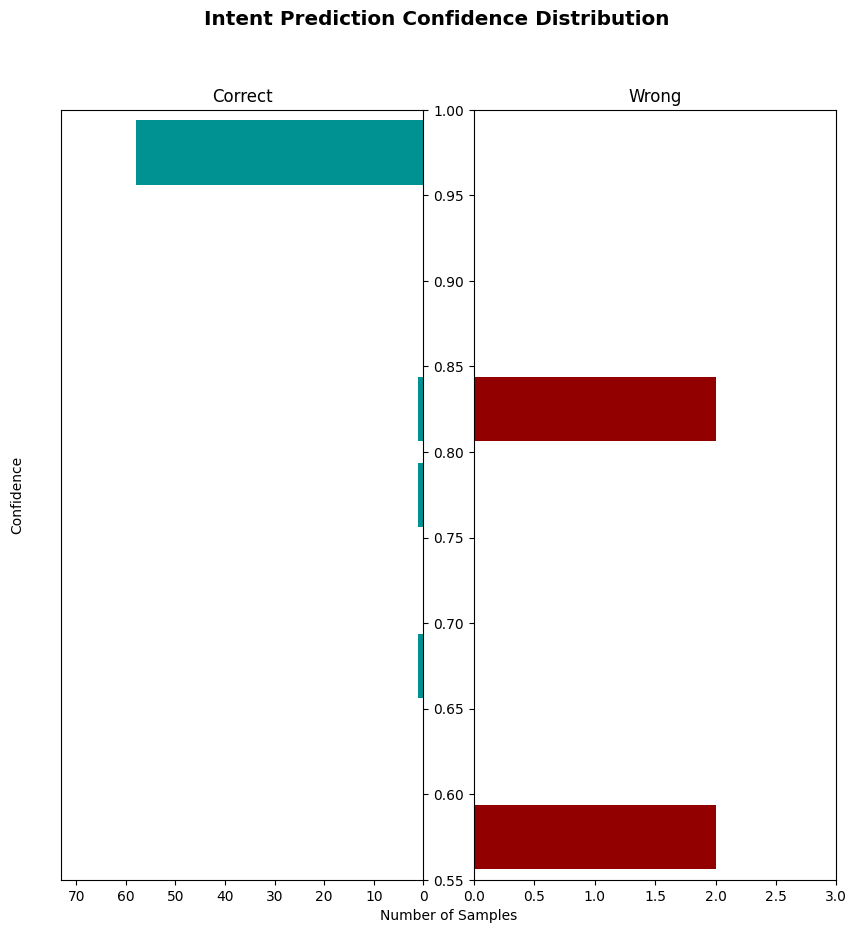 Intent Prediction Confidence Distribution
Correct
Wrong
1.00
0.95
0.90
0.85
0.80
0.75
0.70
0.65
0.60
0.55
Confidence
70 60 50 40 30 20 10 0
0.0 0.5 1.0 1.5 2.0 2.5 3.0
Number of Samples